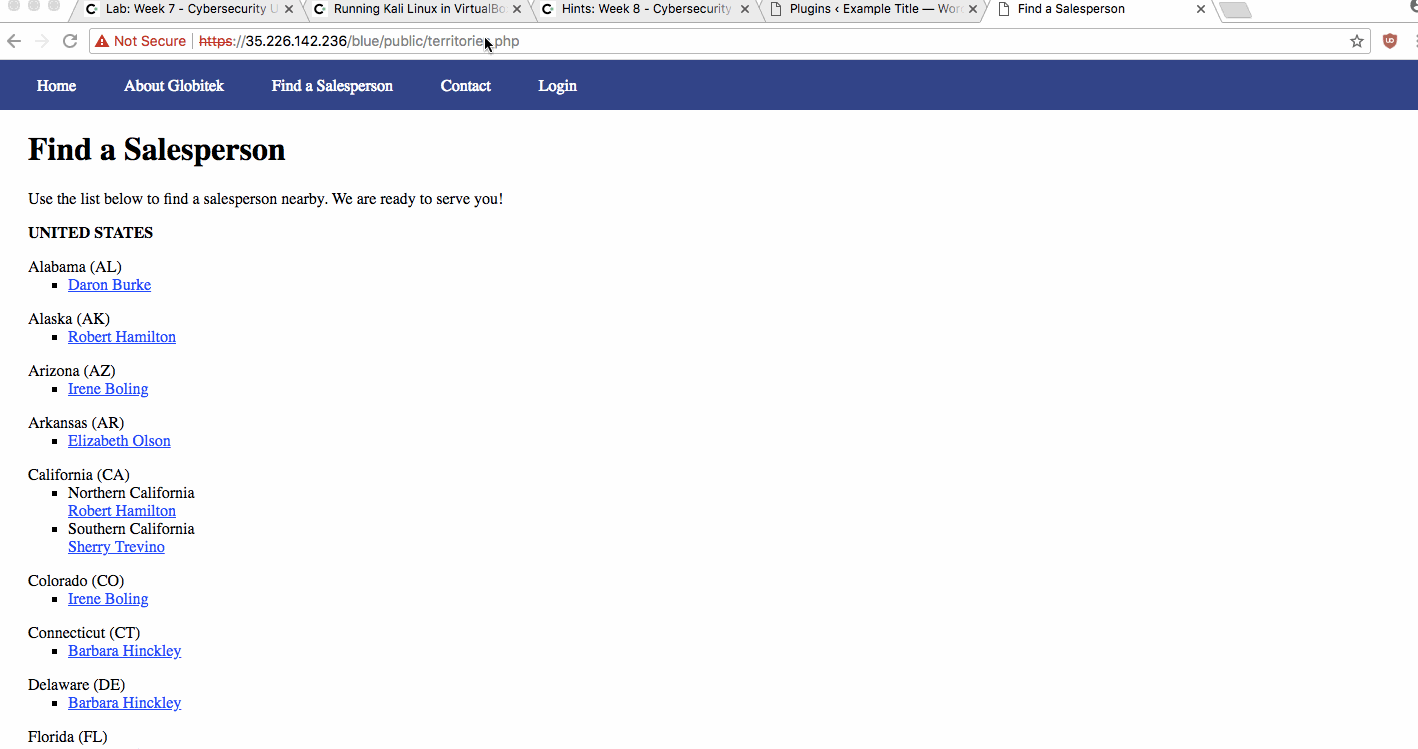 Lab: Week 7 - Cybersecurity U
Running Kali Linux in VirtualBo
Hints: Week 8 - Cybersecurity
Plugins ‹ Example Title — Wor
Find a Salesperson
Not Secure | https://35.226.142.236/blue/public/territories.php
Home About Globitek Find a Salesperson Contact Login
Find a Salesperson
Use the list below to find a salesperson nearby. We are ready to serve you!
UNITED STATES
Alabama (AL)
Daron Burke
Alaska (AK)
Robert Hamilton
Arizona (AZ)
Irene Boling
Arkansas (AR)
Elizabeth Olson
California (CA)
Northern California
Robert Hamilton
Southern California
Sherry Trevino
Colorado (CO)
Irene Boling
Connecticut (CT)
Barbara Hinckley
Delaware (DE)
Barbara Hinckley
Florida (FL)